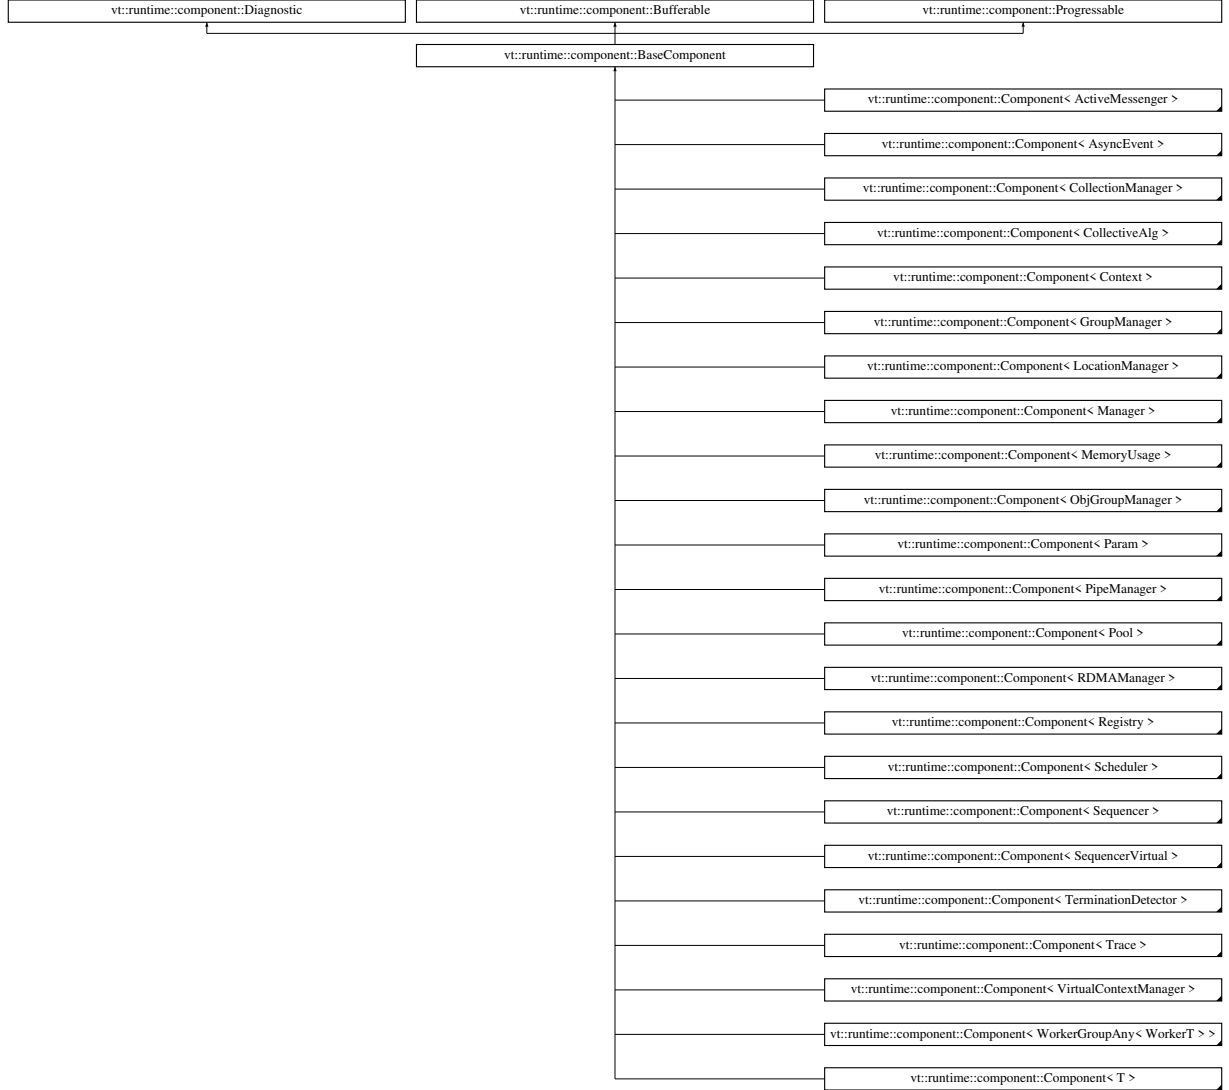 vt::runtime::component::Diagnostic
vt::runtime::component::Bufferable
vt::runtime::component::Progressable
vt::runtime::component::BaseComponent
vt::runtime::component::Component< ActiveMessenger >
vt::runtime::component::Component< AsyncEvent >
vt::runtime::component::Component< CollectionManager >
vt::runtime::component::Component< CollectiveAlg >
vt::runtime::component::Component< Context >
vt::runtime::component::Component< GroupManager >
vt::runtime::component::Component< LocationManager >
vt::runtime::component::Component< Manager >
vt::runtime::component::Component< MemoryUsage >
vt::runtime::component::Component< ObjGroupManager >
vt::runtime::component::Component< Param >
vt::runtime::component::Component< PipeManager >
vt::runtime::component::Component< Pool >
vt::runtime::component::Component< RDMAManager >
vt::runtime::component::Component< Registry >
vt::runtime::component::Component< Scheduler >
vt::runtime::component::Component< Sequencer >
vt::runtime::component::Component< SequencerVirtual >
vt::runtime::component::Component< TerminationDetector >
vt::runtime::component::Component< Trace >
vt::runtime::component::Component< VirtualContextManager >
vt::runtime::component::Component< WorkerGroupAny< WorkerT > >
vt::runtime::component::Component< T >